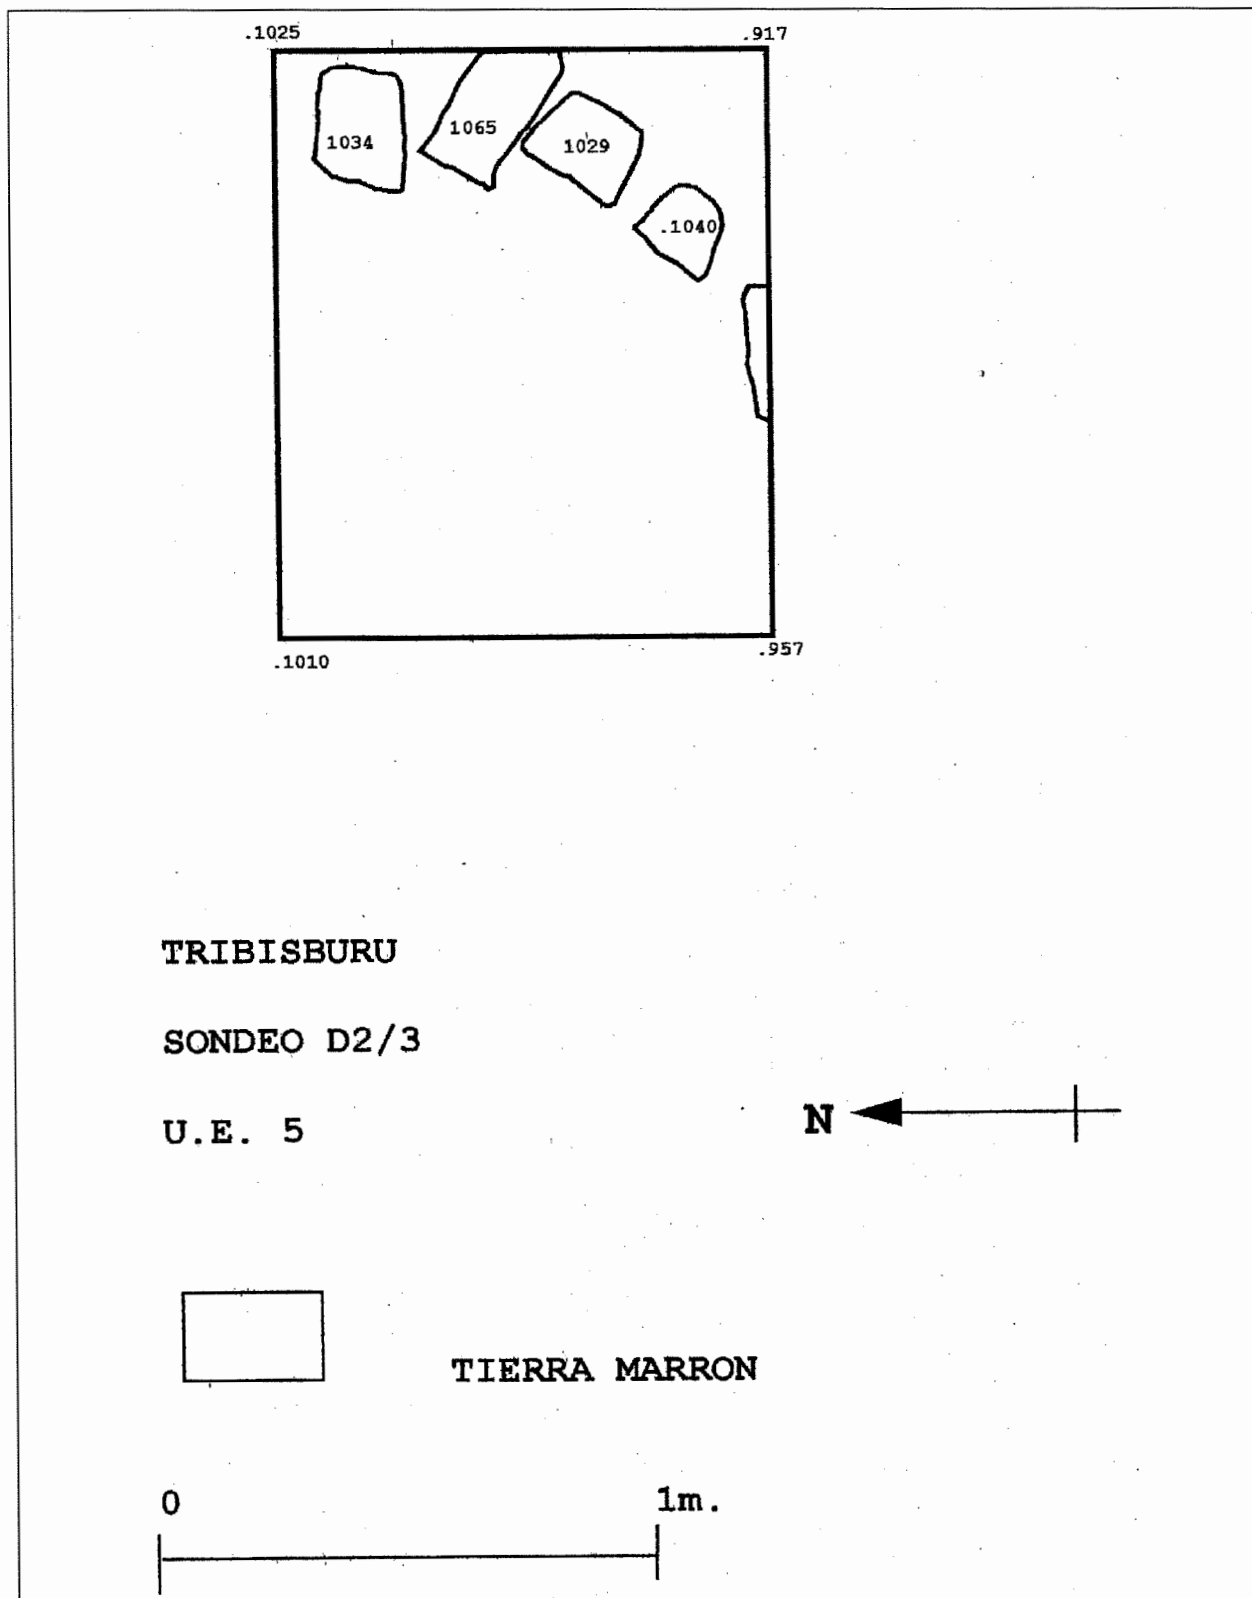 .1025 .917
1034 1065 1029
.1040
.1010 .957
TRIBISBURU
SONDEO D2/3
N
U.E. 5
TIERRA MARRON
0 1m.